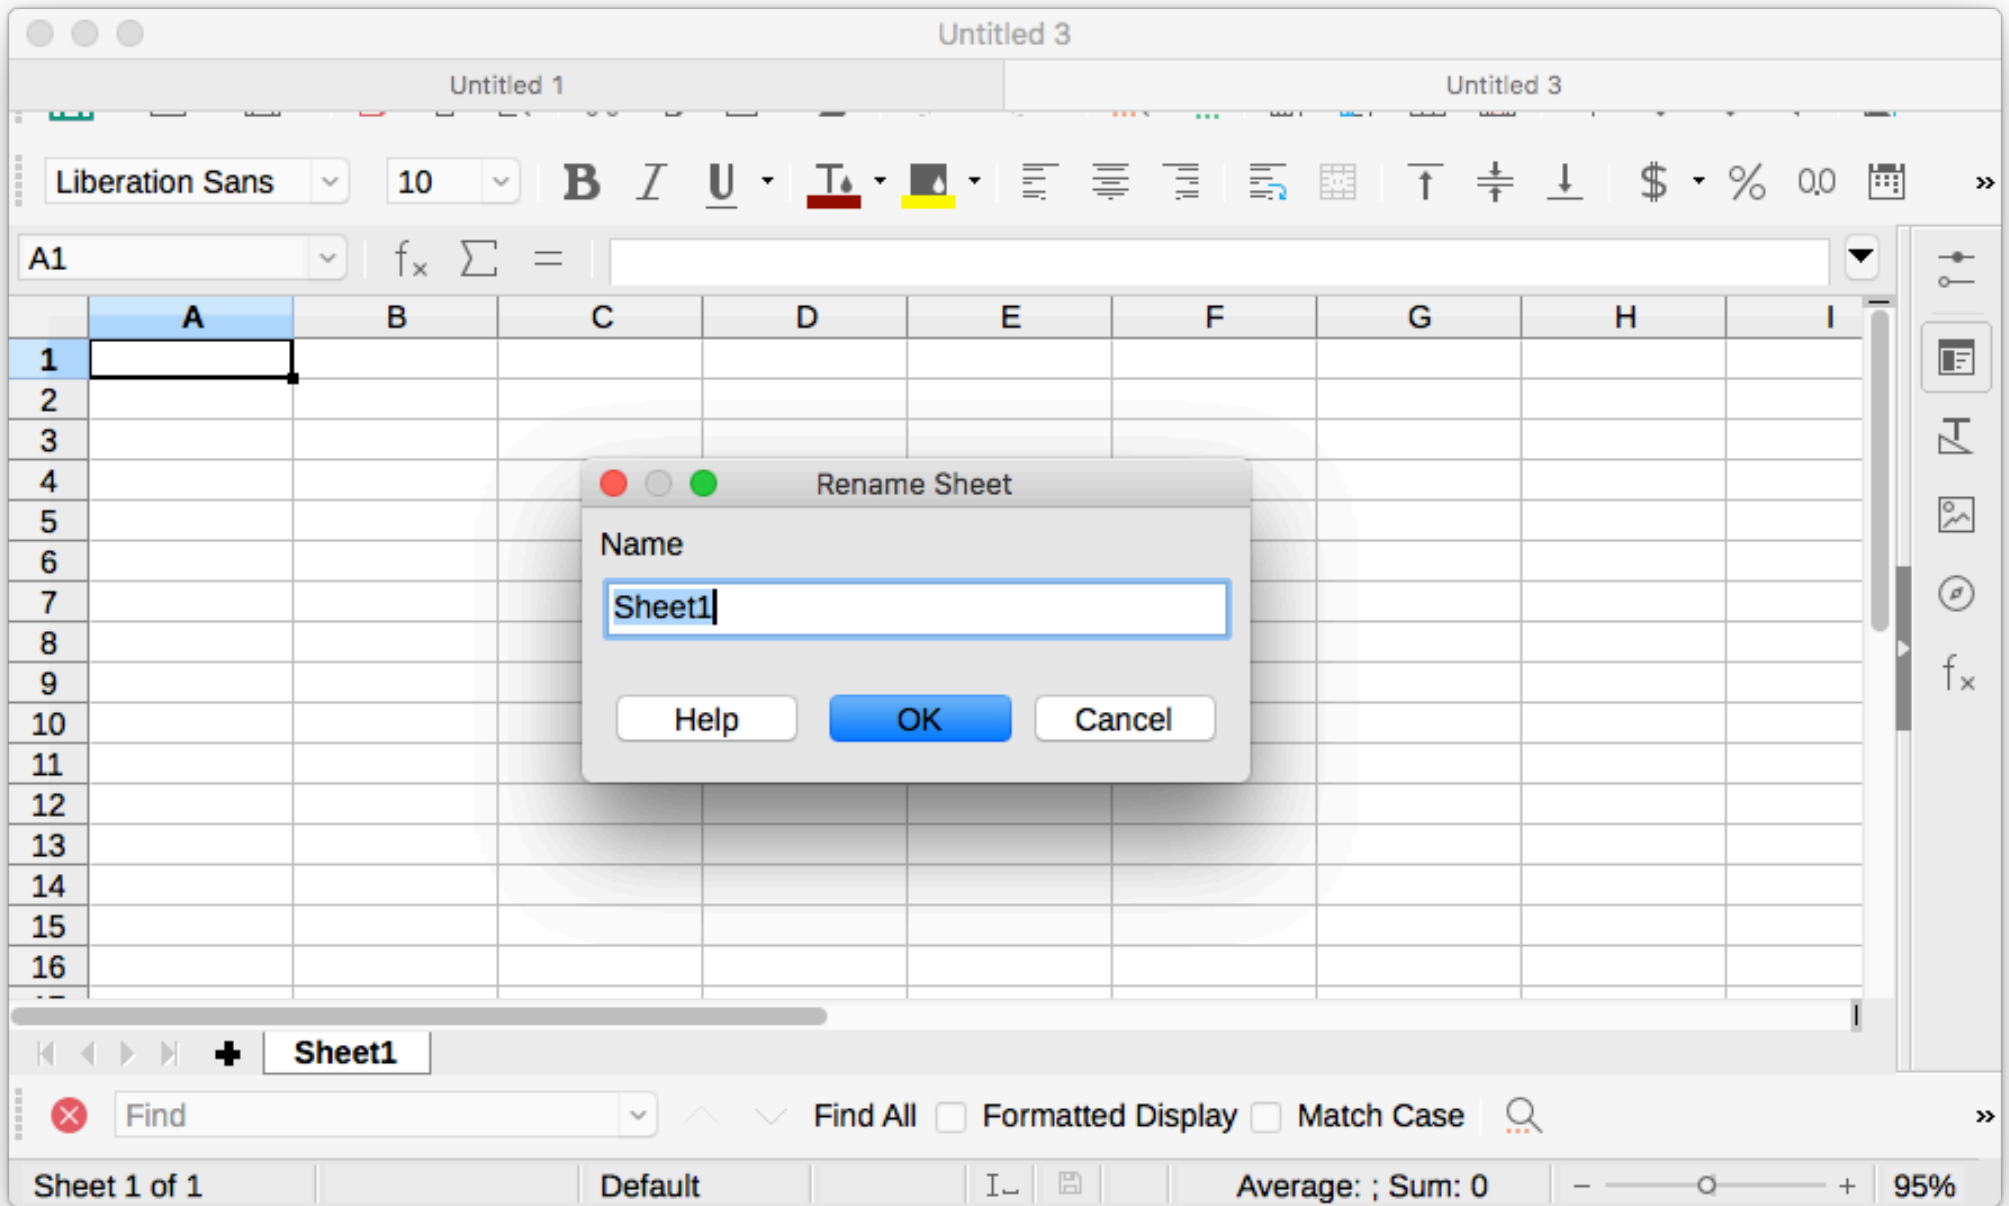 Untitled 3
Untitled 1 Untitled 3
Liberation Sans 10 B I U T $ % 0,0 »
A1 fx Σ =
A B C D E F G H I
1
2
3
4
5
6
7
8
9
10
11
12
13
14
15
16
Rename Sheet
Name
Sheet1
Help OK Cancel
Sheet1
Find Find All Formatted Display Match Case »
Sheet 1 of 1 Default Average: ; Sum: 0 − + 95%